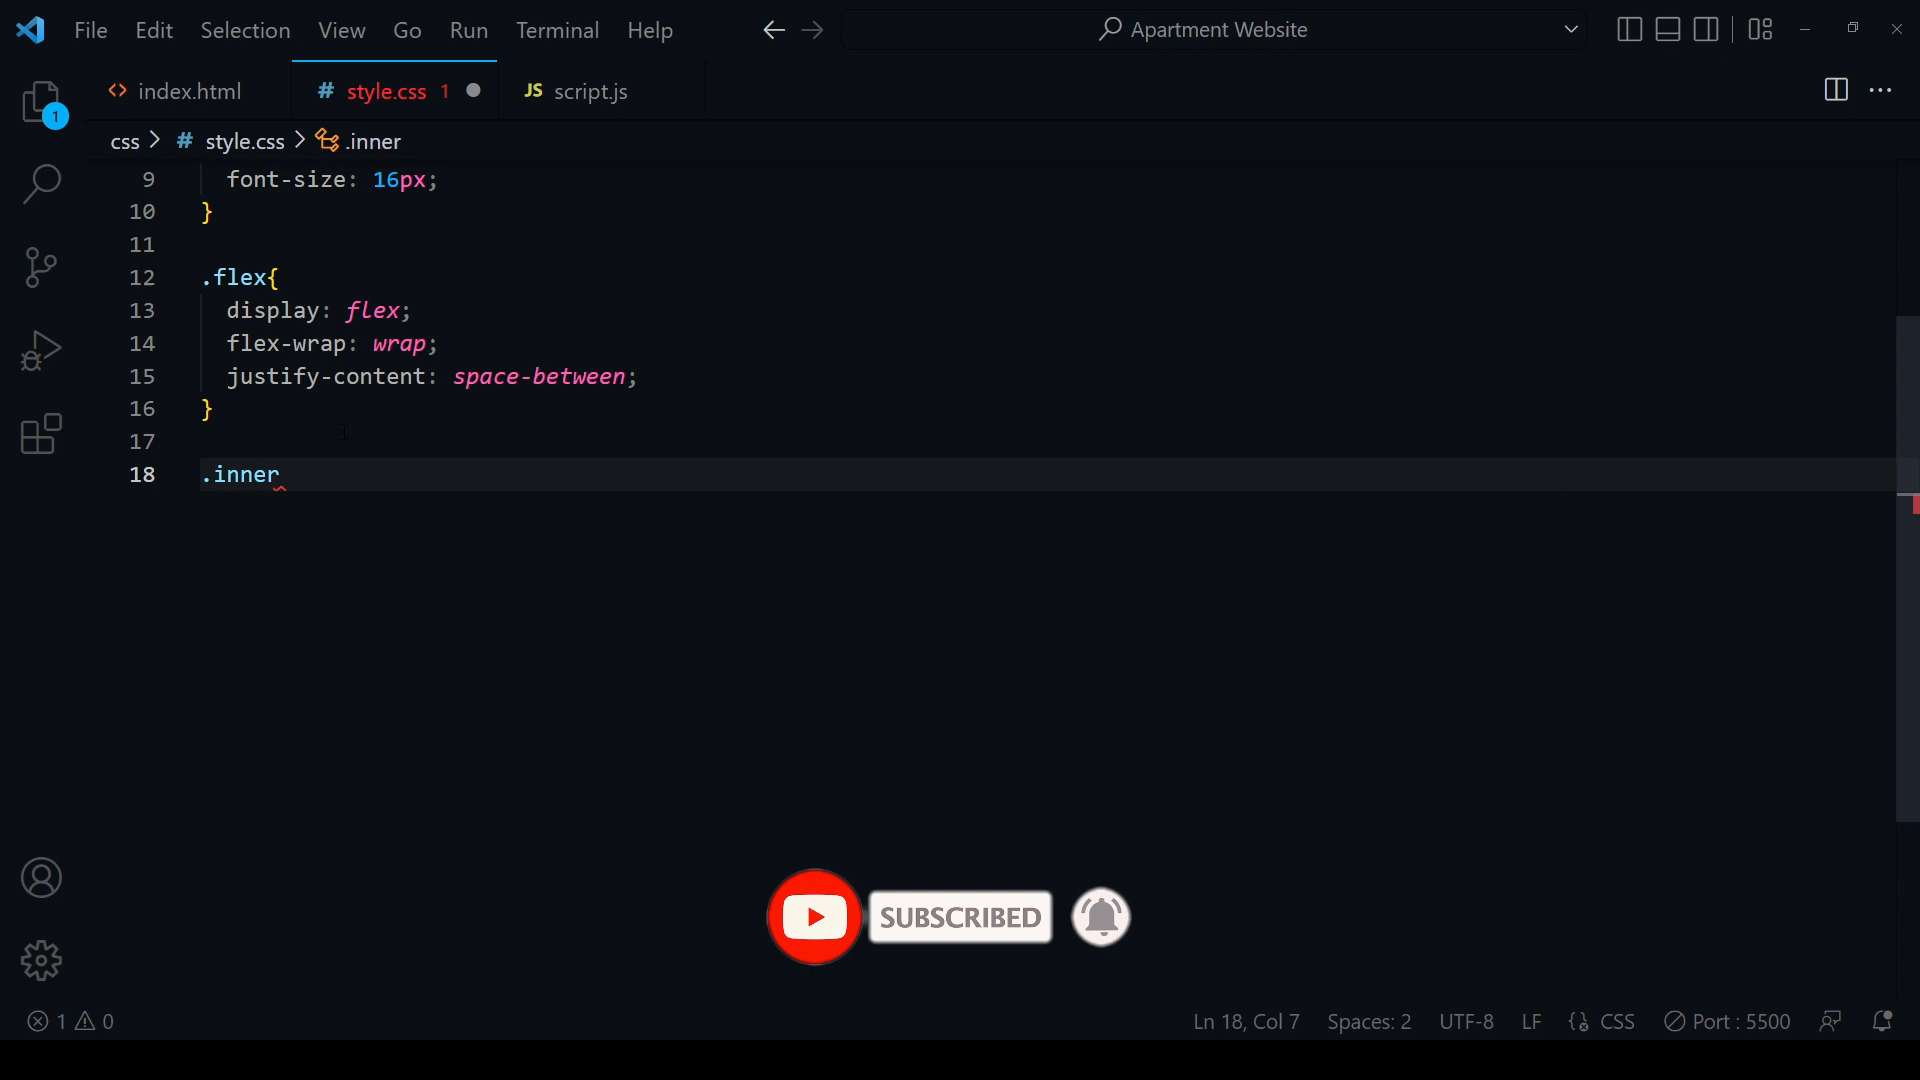 File Edit Selection View Go Run Terminal Help Apartment Website
1
index.html # style.css 1 JS script.js
css > # style.css > .inner
9 font-size: 16px;
10 }
11
12 .flex{
13 display: flex;
14 flex-wrap: wrap;
15 justify-content: space-between;
16 }
17
18 .inner
SUBSCRIBED
1 0 Ln 18, Col 7 Spaces: 2 UTF-8 LF {} CSS Port : 5500